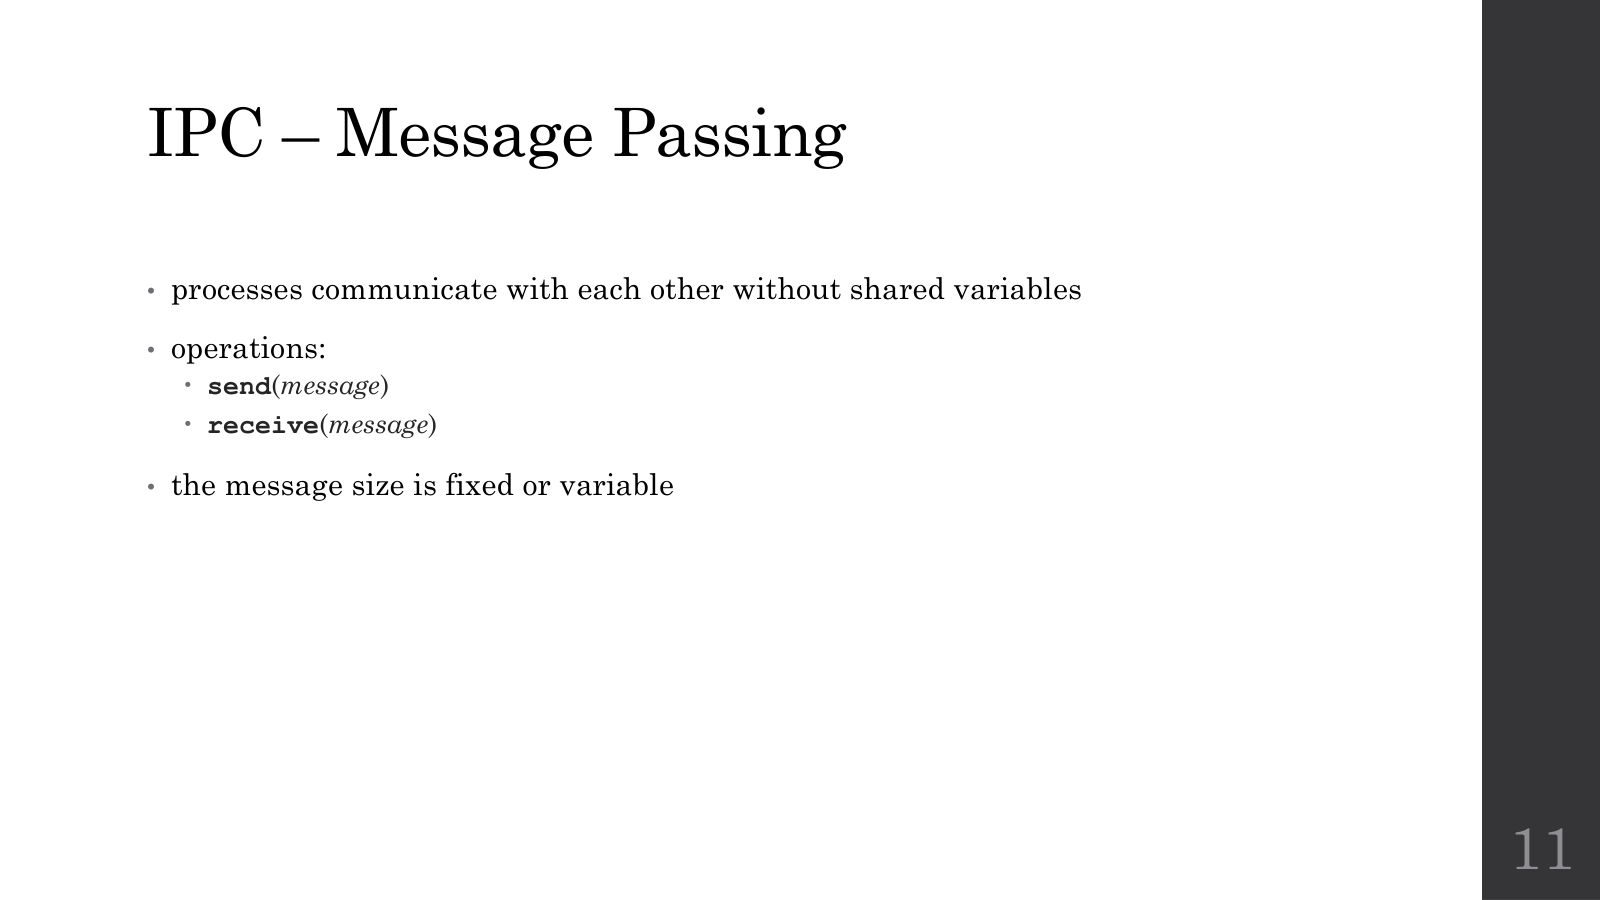 IPC – Message Passing
• processes communicate with each other without shared variables
• operations:
• send(message)
• receive(message)
• the message size is fixed or variable
11